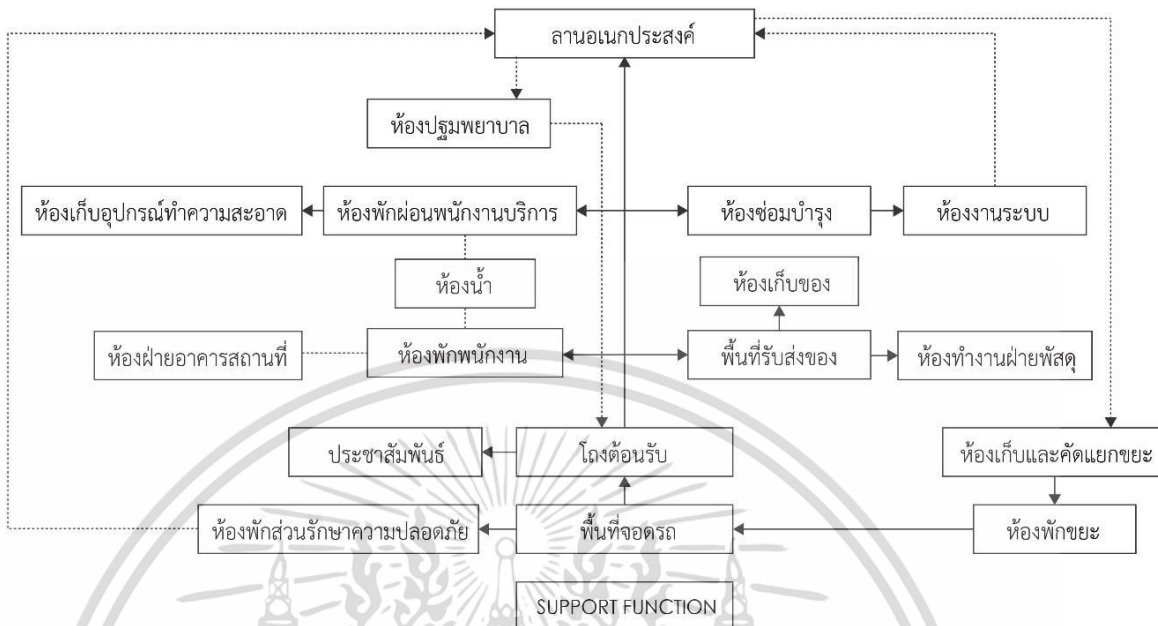 ลานอเนกประสงค์
ห้องปฐมพยาบาล
ห้องเก็บอุปกรณ์ทำความสะอาด
ห้องพักผ่อนพนักงานบริการ
ห้องซ่อมบำรุง
ห้องงานระบบ
ห้องน้ำ
ห้องเก็บของ
ห้องฝ่ายอาคารสถานที่
ห้องพักพนักงาน
พื้นที่รับส่งของ
ห้องทำงานฝ่ายพัสดุ
ประชาสัมพันธ์
โถงต้อนรับ
ห้องเก็บและคัดแยกขยะ
ห้องพักส่วนรักษาความปลอดภัย
พื้นที่จอดรถ
ห้องพักขยะ
SUPPORT FUNCTION